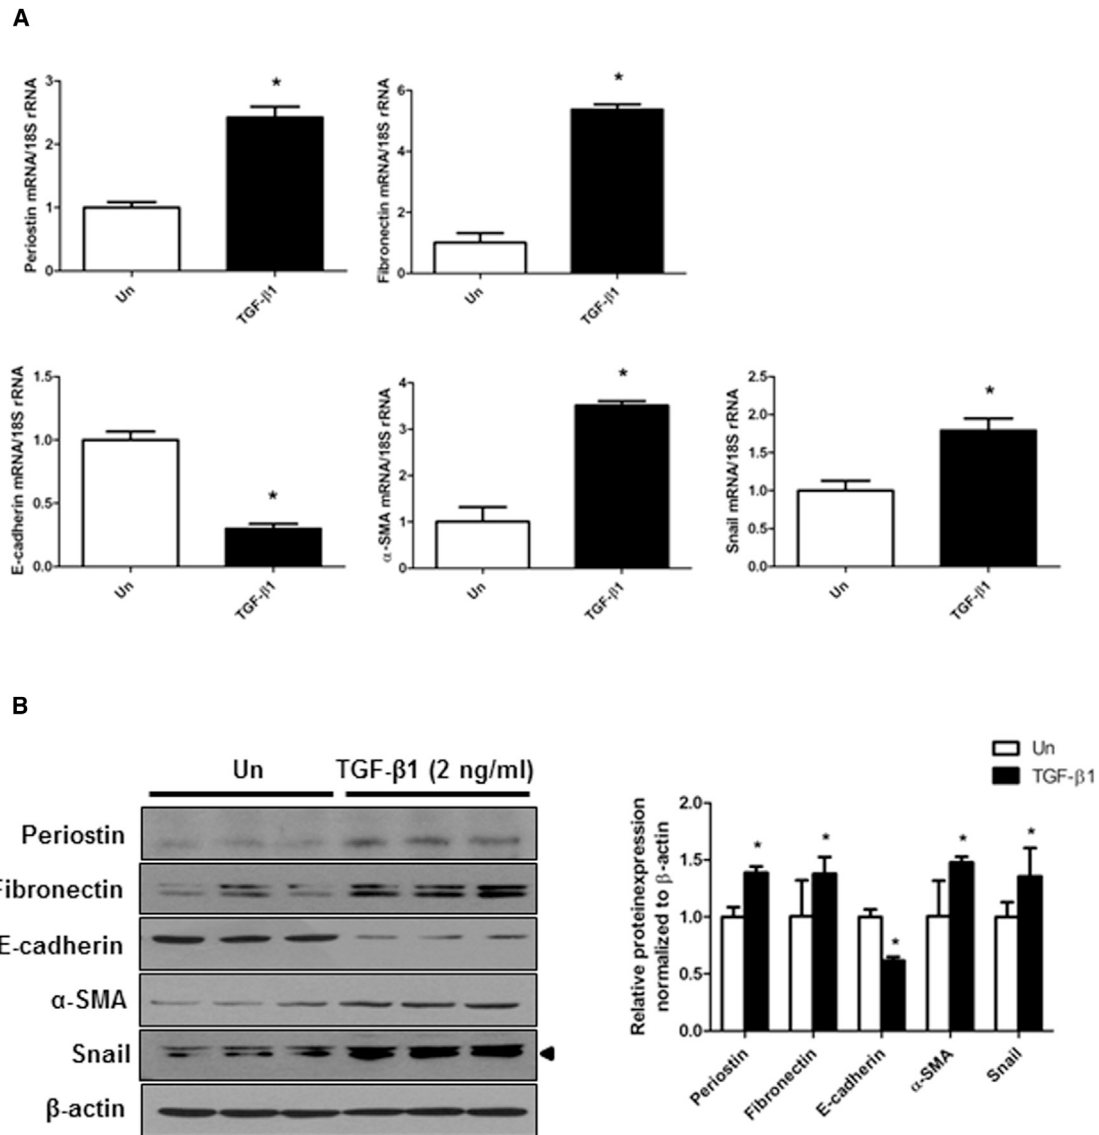 A
Periostin mRNA/18S rRNA
3
2
1
0
*
Un
TGF-β1
Fibronectin mRNA/18S rRNA
6
4
2
0
*
Un
TGF-β1
E-cadherin mRNA/18S rRNA
1.5
1.0
0.5
0.0
*
Un
TGF-β1
α-SMA mRNA/18S rRNA
4
3
2
1
0
*
Un
TGF-β1
Snail mRNA/18S rRNA
2.5
2.0
1.5
1.0
0.5
0.0
*
Un
TGF-β1
B
Un
TGF-β1 (2 ng/ml)
Periostin
Fibronectin
E-cadherin
α-SMA
Snail
β-actin
Un
TGF-β1
Relative proteinexpression
normalized to β-actin
2.0
1.5
1.0
0.5
0.0
*
*
*
*
*
Periostin
Fibronectin
E-cadherin
α-SMA
Snail